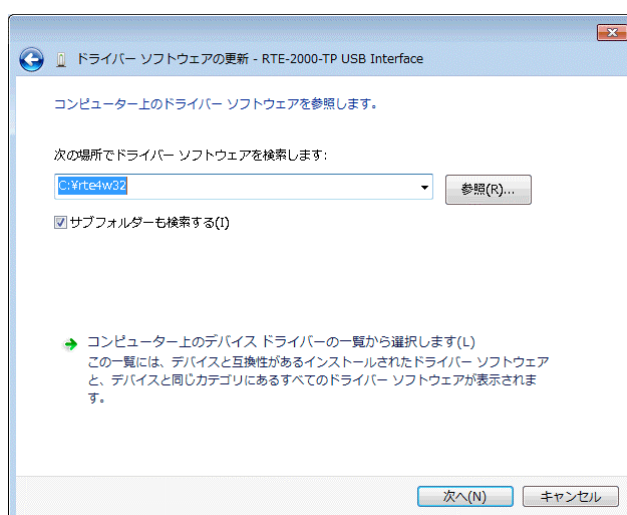 ドライバー ソフトウェアの更新 - RTE-2000-TP USB Interface
コンピューター上のドライバー ソフトウェアを参照します。
次の場所でドライバー ソフトウェアを検索します:
C:¥rte4w32
参照(R)...
サブフォルダーも検索する(I)
コンピューター上のデバイス ドライバーの一覧から選択します(L)
この一覧には、デバイスと互換性があるインストールされたドライバー ソフトウェア
と、デバイスと同じカテゴリにあるすべてのドライバー ソフトウェアが表示されま
す。
次へ(N)
キャンセル